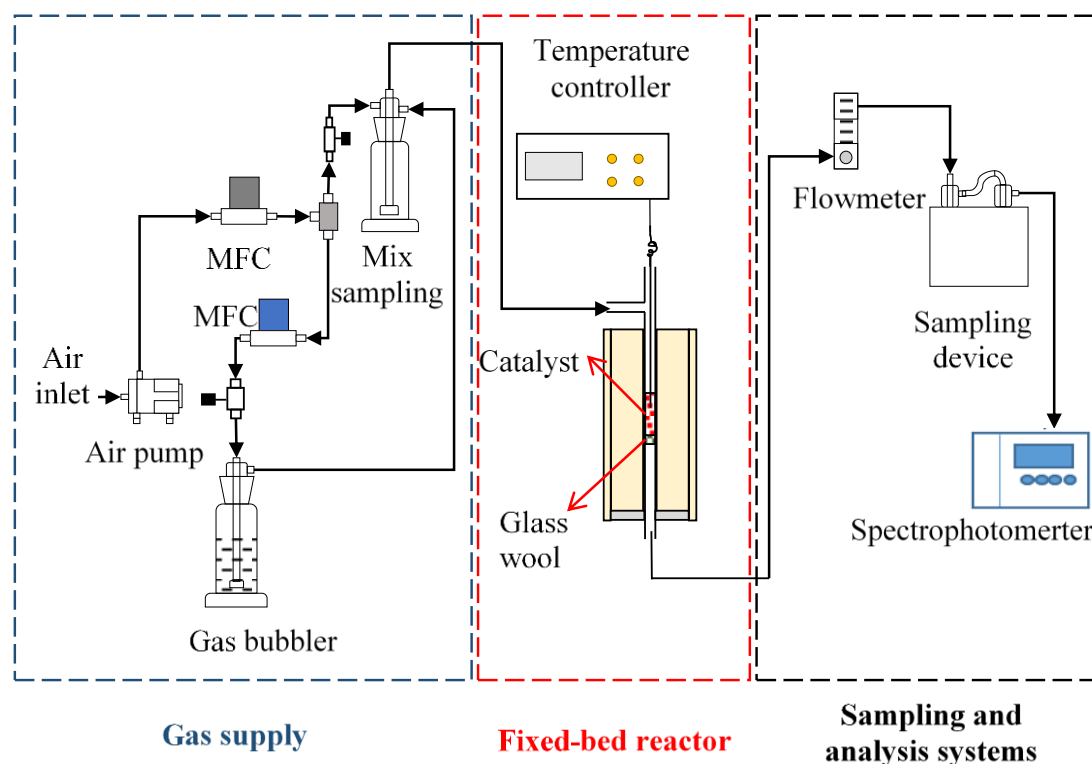 Temperature
controller
MFC
Mix
sampling
MFC
Air
inlet
Air pump
Gas bubbler
Catalyst
Glass
wool
Flowmeter
Sampling
device
Spectrophotomerter
Gas supply
Fixed-bed reactor
Sampling and
analysis systems